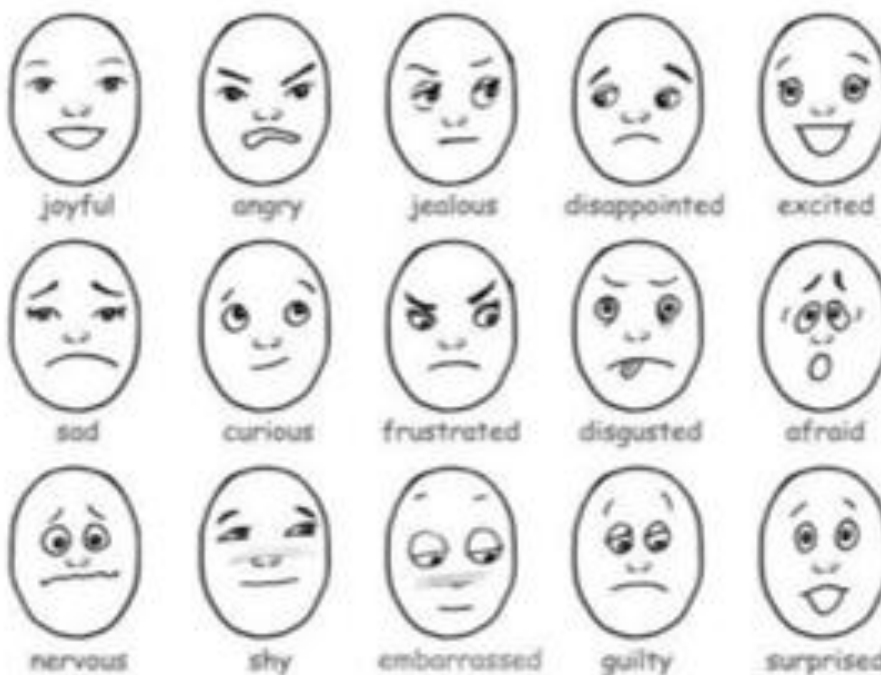 joyful angry jealous disappointed excited
sad curious frustrated disgusted afraid
nervous shy embarrassed guilty surprised